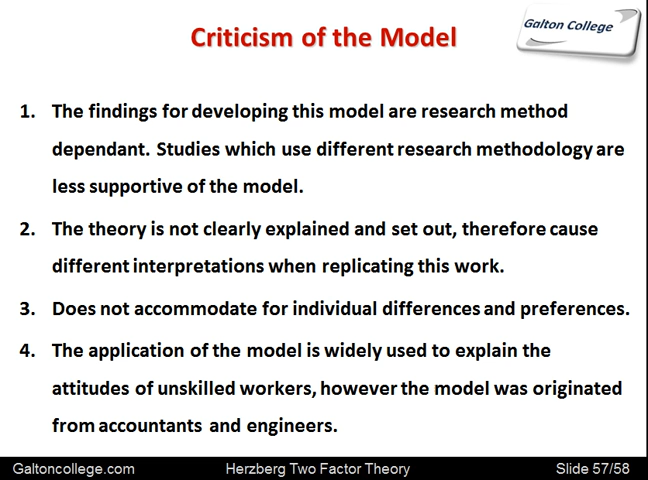 Criticism of the Model
Galton College
1. The findings for developing this model are research method
dependant. Studies which use different research methodology are
less supportive of the model.
2. The theory is not clearly explained and set out, therefore cause
different interpretations when replicating this work.
3. Does not accommodate for individual differences and preferences.
4. The application of the model is widely used to explain the
attitudes of unskilled workers, however the model was originated
from accountants and engineers.
Galtoncollege.com Herzberg Two Factor Theory Slide 57/58